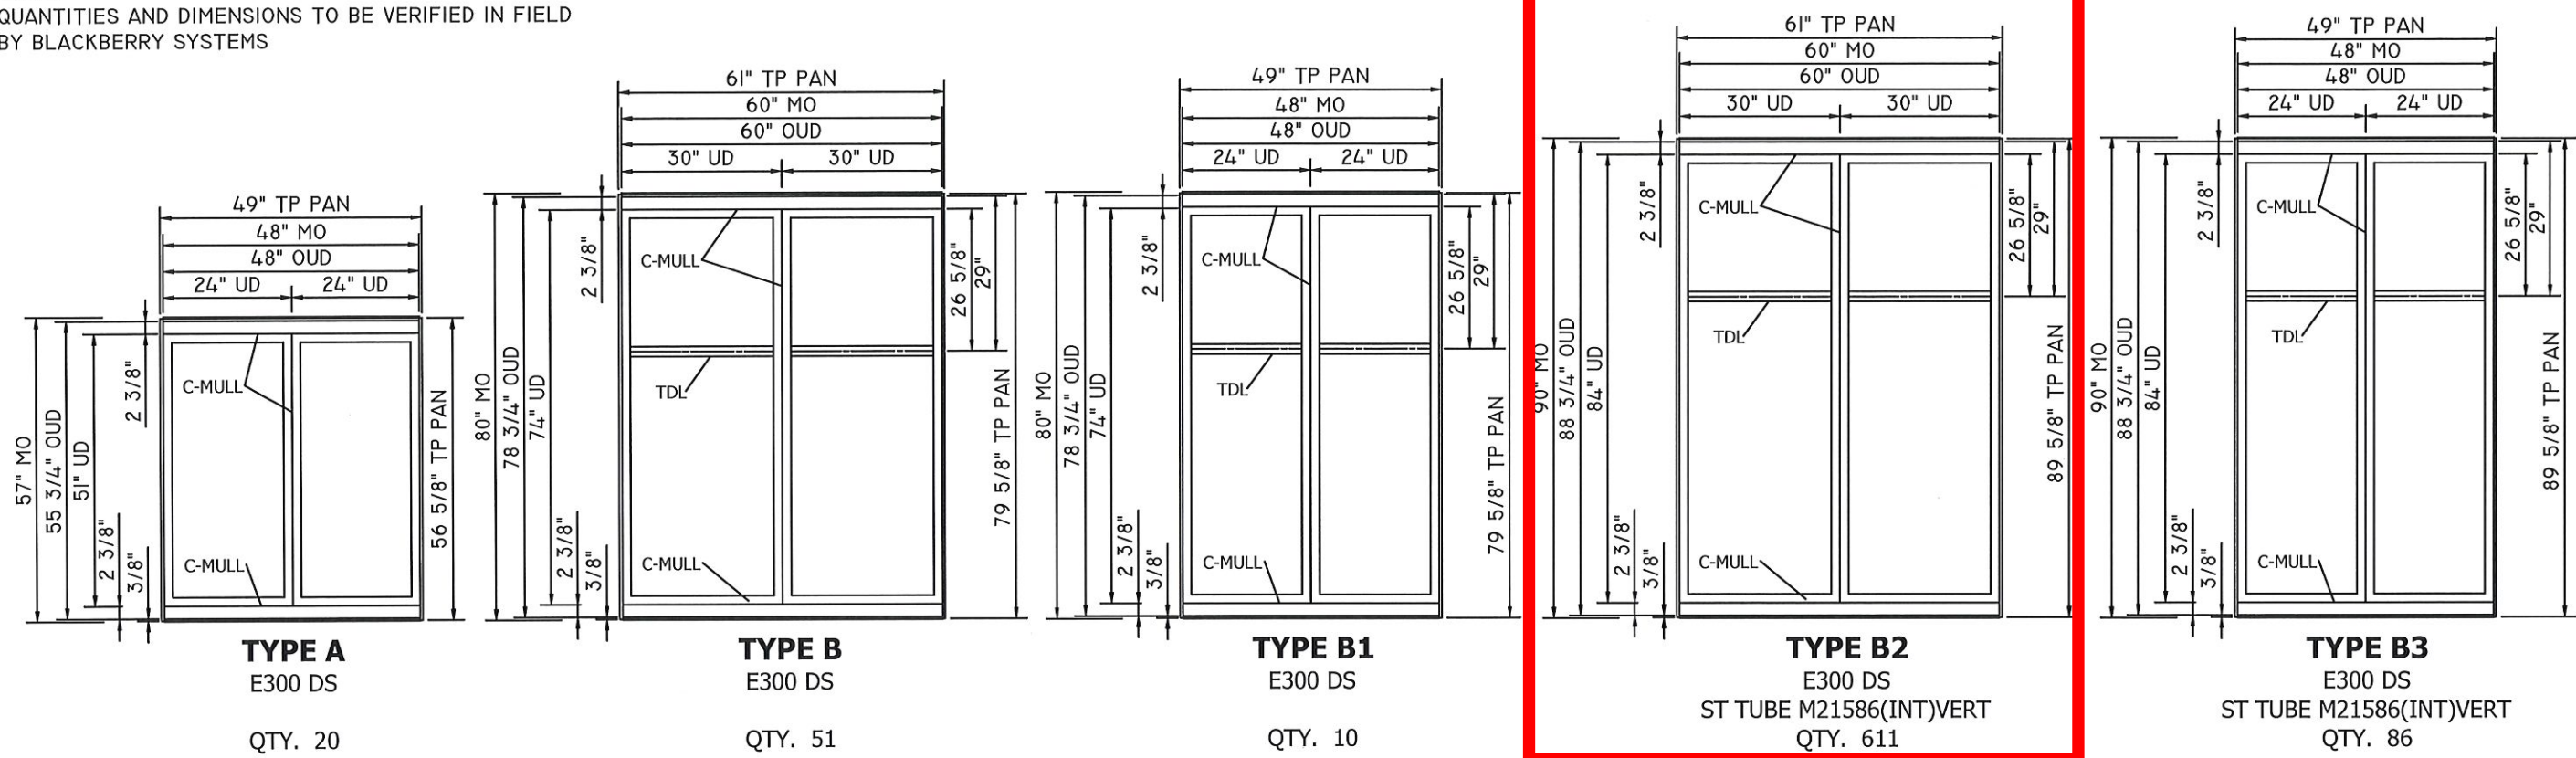 QUANTITIES AND DIMENSIONS TO BE VERIFIED IN FIELD
BY BLACKBERRY SYSTEMS
49" TP PAN
48" MO
48" OUD
24" UD 24" UD
57" MO
55 3/4" OUD
51" UD
2 3/8"
2 3/8"
3/8"
C-MULL
C-MULL
56 5/8" TP PAN
TYPE A
E300 DS
QTY. 20
61" TP PAN
60" MO
60" OUD
30" UD 30" UD
80" MO
78 3/4" OUD
74" UD
2 3/8"
2 3/8"
3/8"
C-MULL
TDL
C-MULL
26 5/8"
29"
79 5/8" TP PAN
TYPE B
E300 DS
QTY. 51
49" TP PAN
48" MO
48" OUD
24" UD 24" UD
80" MO
78 3/4" OUD
74" UD
2 3/8"
2 3/8"
3/8"
C-MULL
TDL
C-MULL
26 5/8"
29"
79 5/8" TP PAN
TYPE B1
E300 DS
QTY. 10
61" TP PAN
60" MO
60" OUD
30" UD 30" UD
90" MO
88 3/4" OUD
84" UD
2 3/8"
2 3/8"
3/8"
C-MULL
TDL
C-MULL
26 5/8"
29"
89 5/8" TP PAN
TYPE B2
E300 DS
ST TUBE M21586(INT)VERT
QTY. 611
49" TP PAN
48" MO
48" OUD
24" UD 24" UD
90" MO
88 3/4" OUD
84" UD
2 3/8"
2 3/8"
3/8"
C-MULL
TDL
C-MULL
26 5/8"
29"
89 5/8" TP PAN
TYPE B3
E300 DS
ST TUBE M21586(INT)VERT
QTY. 86